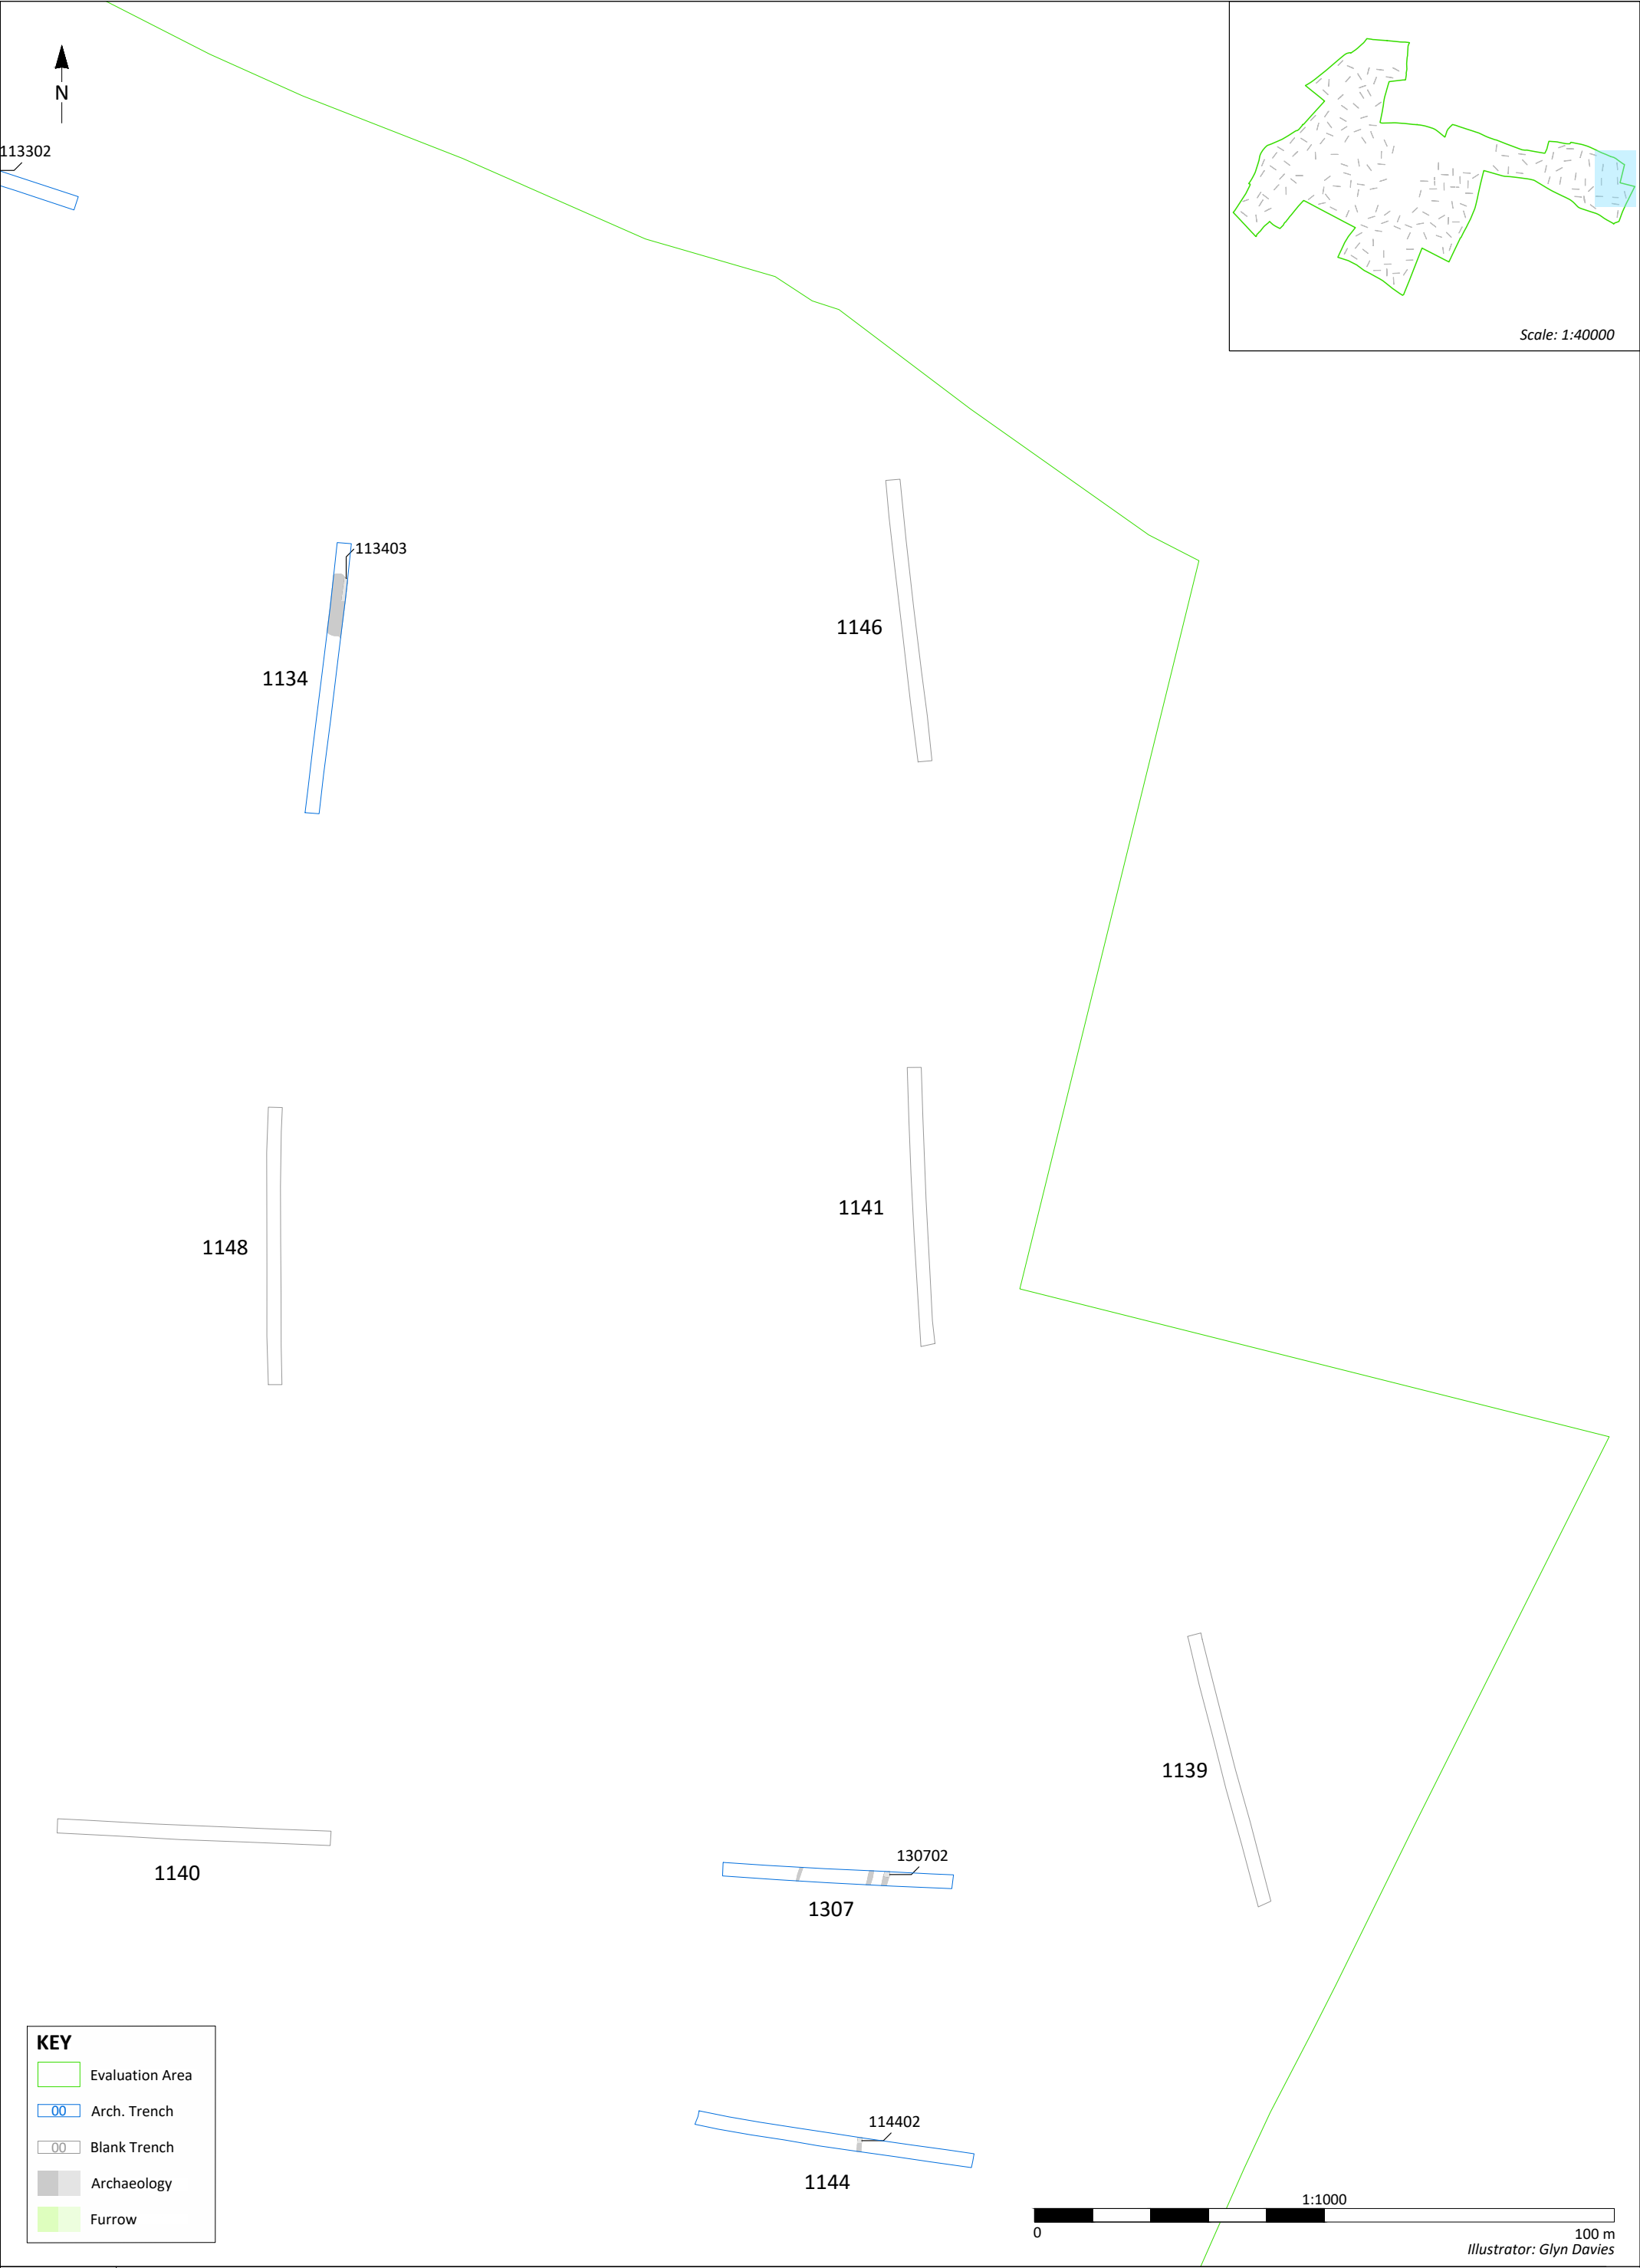 N
113302
Scale: 1:40000
113403
1146
1134
1141
1148
1139
130702
1140
1307
KEY
Evaluation Area
00 Arch. Trench
114402
00 Blank Trench
1144
Archaeology
1:1000
Furrow
0 100 m
Illustrator: Glyn Davies